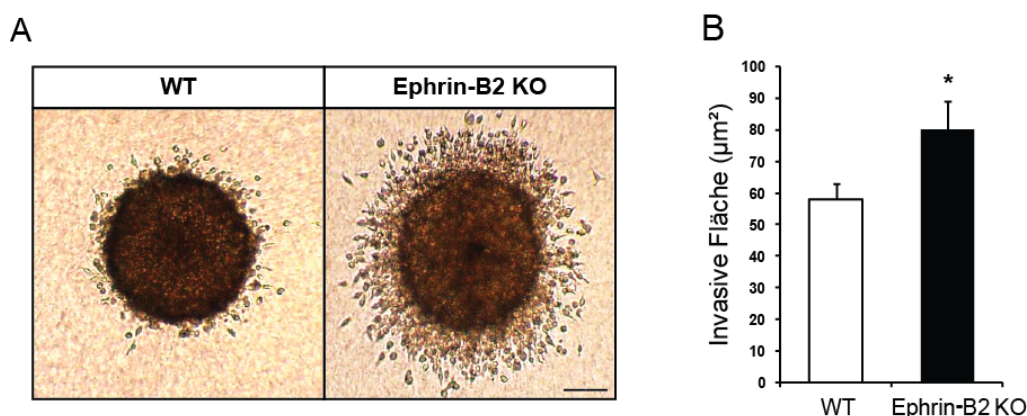 A
WT
Ephrin-B2 KO
B
Invasive Fläche (µm²)
100
90
80
70
60
50
40
30
20
10
0
*
WT
Ephrin-B2 KO